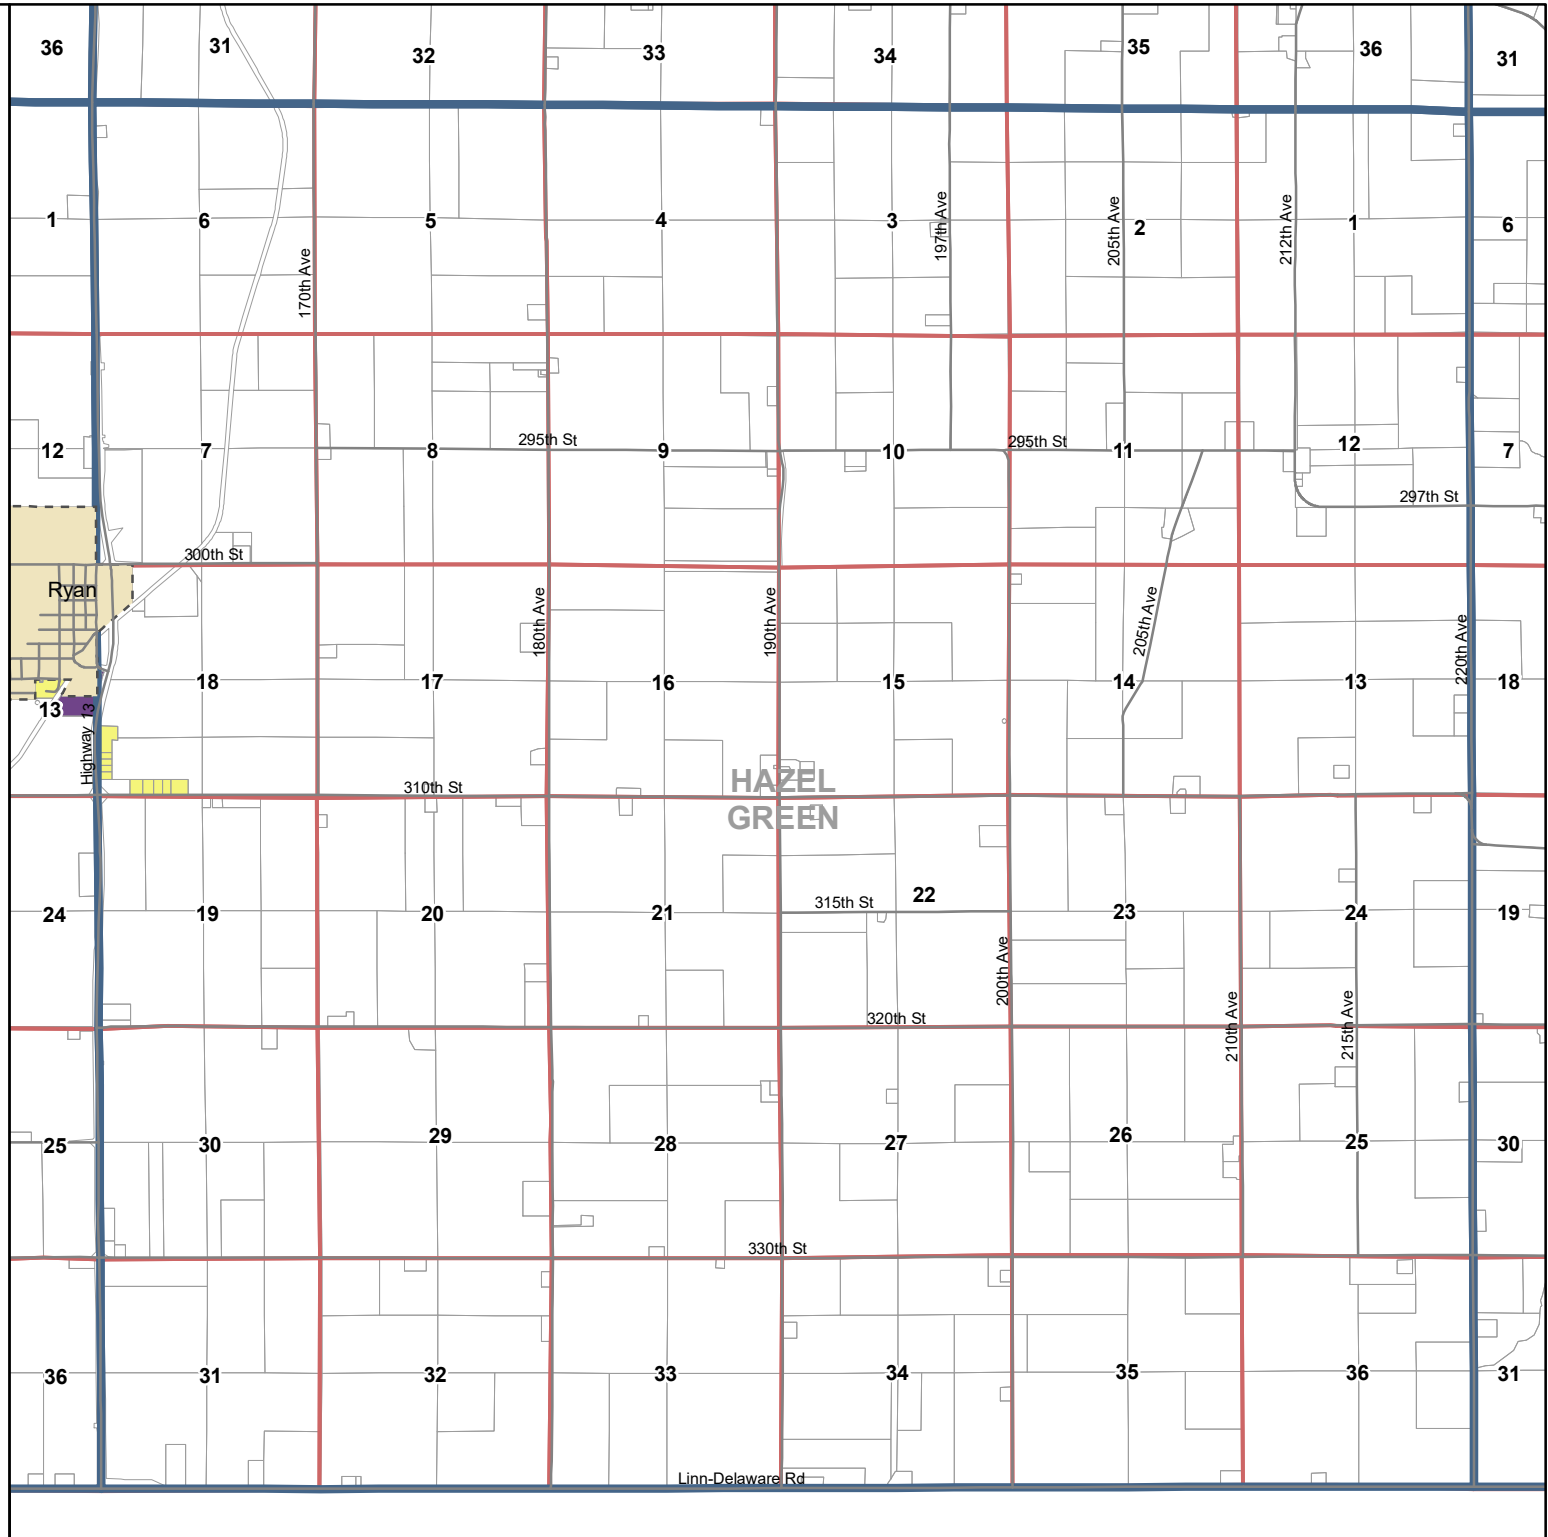 36 31 32 33 34 35 36 31
1 6 5 4 3 2 1 6
197th Ave
205th Ave
212th Ave
170th Ave
295th St
295th St
12 7 8 9 10 11 12 7
297th St
300th St
Ryan
180th Ave
190th Ave
205th Ave
220th Ave
18 17 16 15 14 13 18
13
Highway 13
HAZEL
GREEN
310th St
22
315th St
24 19 20 21 23 24 19
200th Ave
210th Ave
215th Ave
320th St
25 30 29 28 27 26 25 30
330th St
36 31 32 33 34 35 36 31
Linn-Delaware Rd